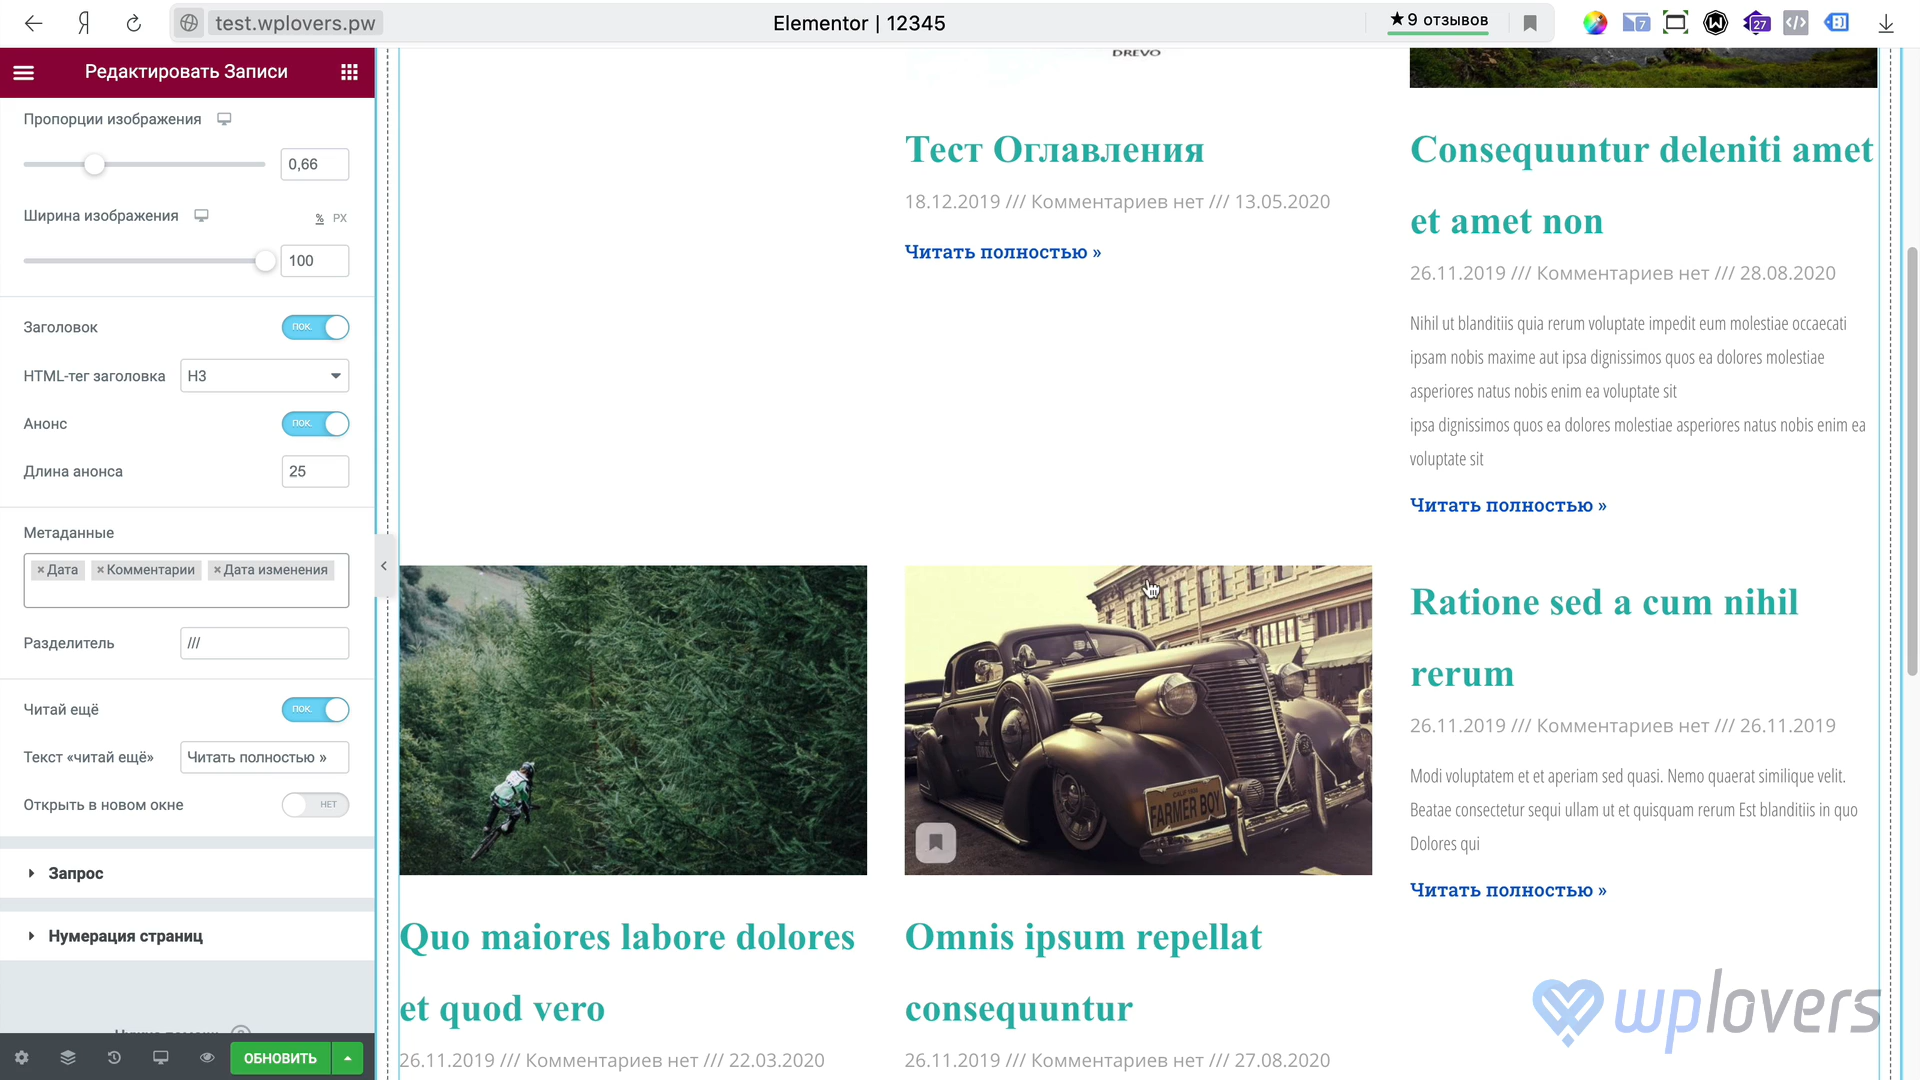 test.wplovers.pw
Elementor | 12345
★9 отзывов
7
27
Редактировать Записи
Пропорции изображения
0,66
Ширина изображения
% PX
100
Заголовок
ПОК.
HTML-тег заголовка
H3
Анонс
ПОК.
Длина анонса
25
Метаданные
×Дата ×Комментарии ×Дата изменения
Разделитель
///
Читай ещё
ПОК.
Текст «читай ещё»
Читать полностью »
Открыть в новом окне
НЕТ
Запрос
Нумерация страниц
ОБНОВИТЬ
DREVO
Тест Оглавления
18.12.2019 /// Комментариев нет /// 13.05.2020
Читать полностью »
Consequuntur deleniti amet
et amet non
26.11.2019 /// Комментариев нет /// 28.08.2020
Nihil ut blanditiis quia rerum voluptate impedit eum molestiae occaecati
ipsam nobis maxime aut ipsa dignissimos quos ea dolores molestiae
asperiores natus nobis enim ea voluptate sit
ipsa dignissimos quos ea dolores molestiae asperiores natus nobis enim ea
voluptate sit
Читать полностью »
FARMER BOY
Quo maiores labore dolores
et quod vero
26.11.2019 /// Комментариев нет /// 22.03.2020
Omnis ipsum repellat
consequuntur
26.11.2019 /// Комментариев нет /// 27.08.2020
Ratione sed a cum nihil
rerum
26.11.2019 /// Комментариев нет /// 26.11.2019
Modi voluptatem et et aperiam sed quasi. Nemo quaerat similique velit.
Beatae consectetur sequi ullam ut et quisquam rerum Est blanditiis in quo
Dolores qui
Читать полностью »
wplovers